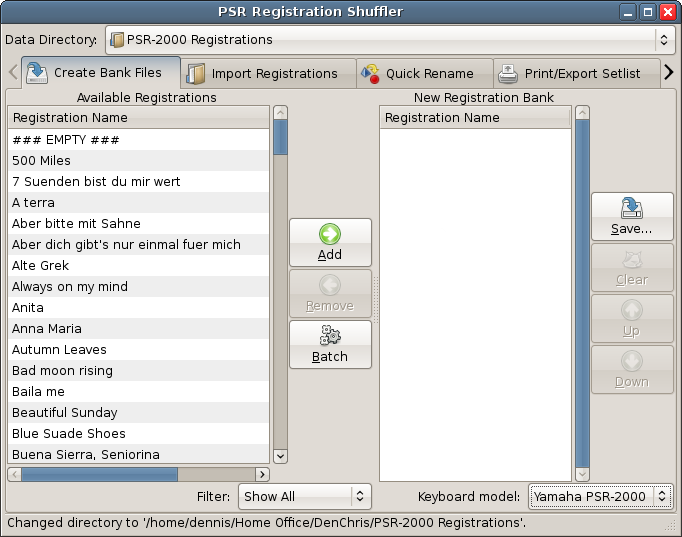 PSR Registration Shuffler
Data Directory: PSR-2000 Registrations
Create Bank Files Import Registrations Quick Rename Print/Export Setlist
Available Registrations
Registration Name
### EMPTY ###
500 Miles
7 Suenden bist du mir wert
A terra
Aber bitte mit Sahne
Aber dich gibt's nur einmal fuer mich
Alte Grek
Always on my mind
Anita
Anna Maria
Autumn Leaves
Bad moon rising
Baila me
Beautiful Sunday
Blue Suade Shoes
Buena Sierra, Seniorina
Add
Remove
Batch
New Registration Bank
Registration Name
Save...
Clear
Up
Down
Filter: Show All
Keyboard model: Yamaha PSR-2000
Changed directory to '/home/dennis/Home Office/DenChris/PSR-2000 Registrations'.